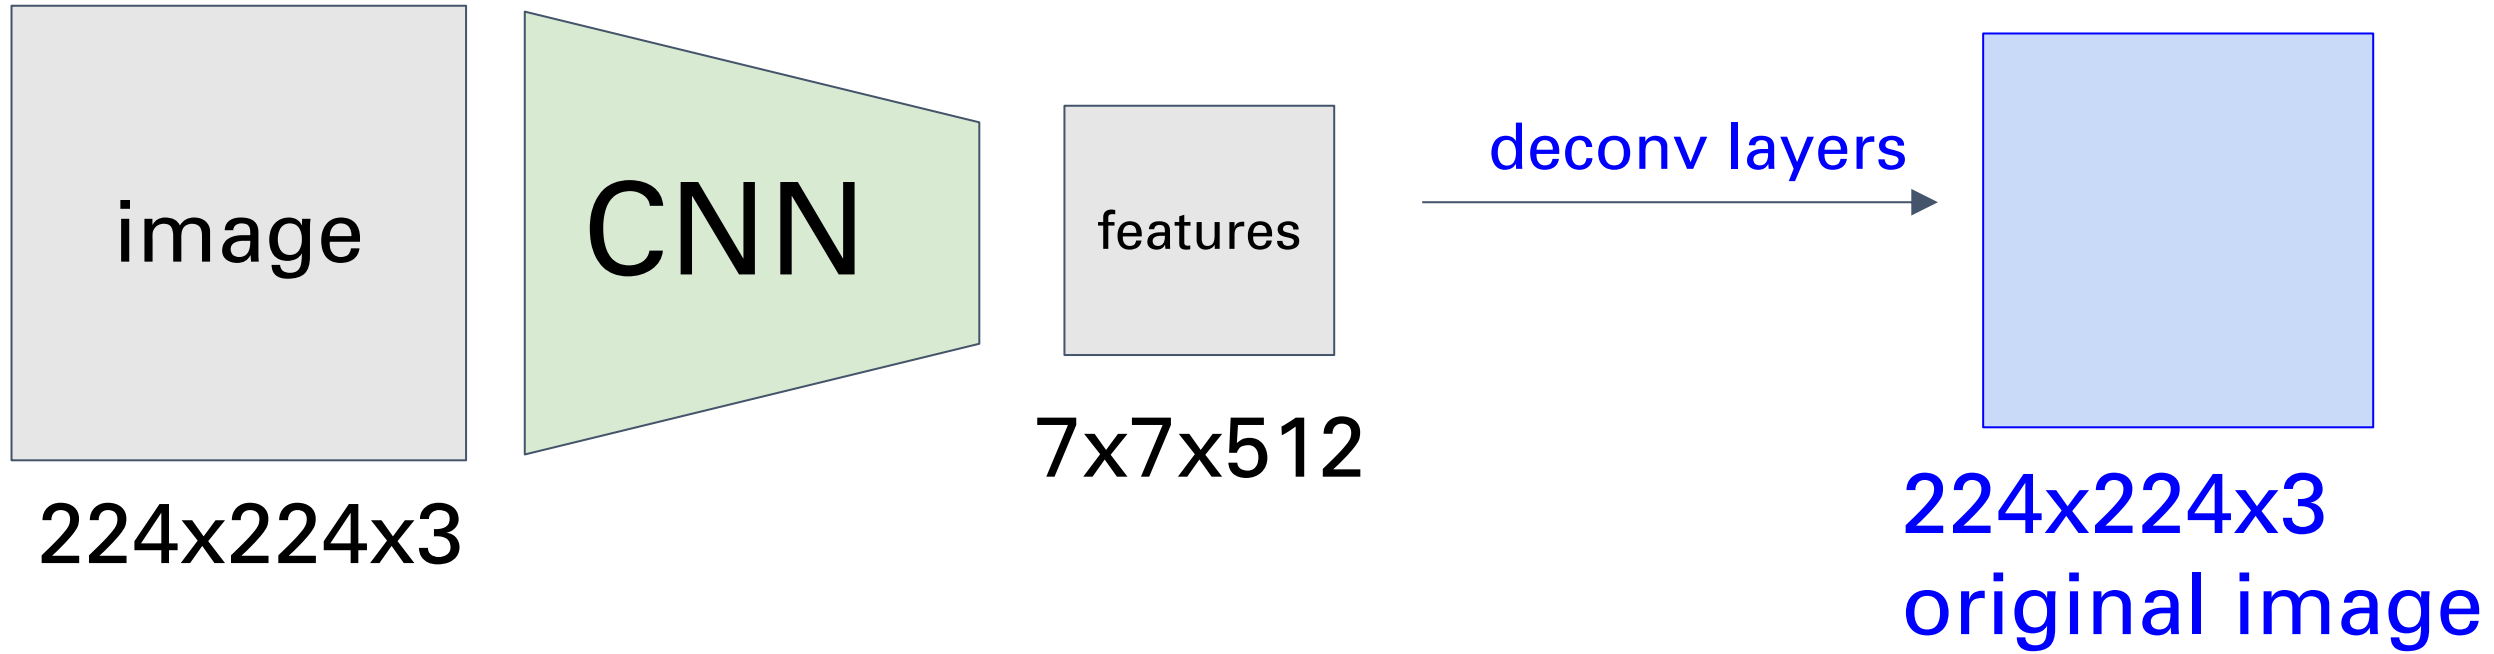 image
224x224x3
CNN
features
7x7x512
deconv layers
224x224x3
original image